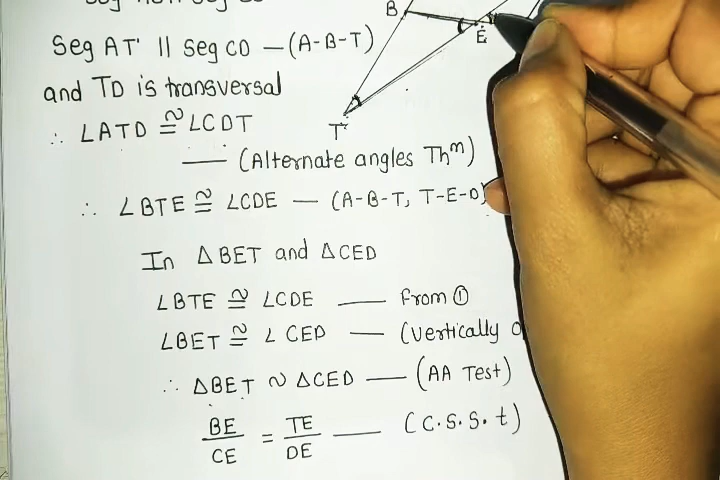 B
E
Seg AT || Seg CD — (A-B-T)
and TD is transversal
T
∴ ∠ATD ≅ ∠CDT
— (Alternate angles Thm)
∴ ∠BTE ≅ ∠CDE — (A-B-T, T-E-D)
In ΔBET and ΔCED
∠BTE ≅ ∠CDE — from ①
∠BET ≅ ∠CED — (Vertically
∴ ΔBET ~ ΔCED — (AA Test)
BE/CE = TE/DE — (C.S.S.t)